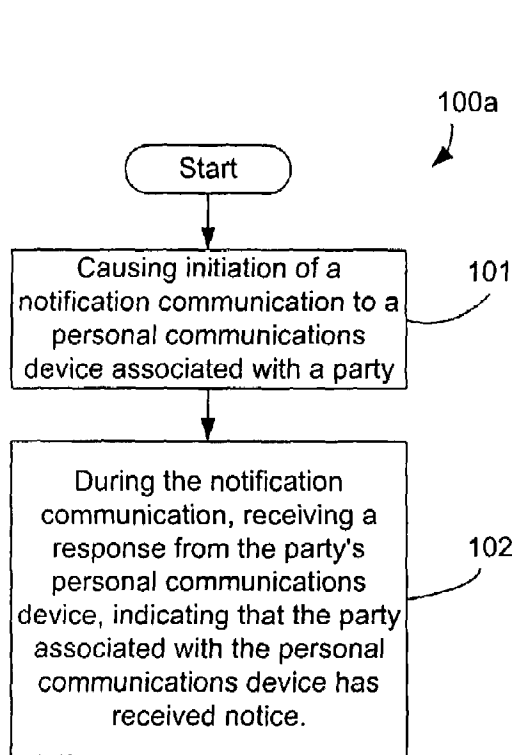 100a
Start
Causing initiation of a
notification communication to a
personal communications
device associated with a party
101
During the notification
communication, receiving a
response from the party's
personal communications
device, indicating that the party
associated with the personal
communications device has
received notice.
102